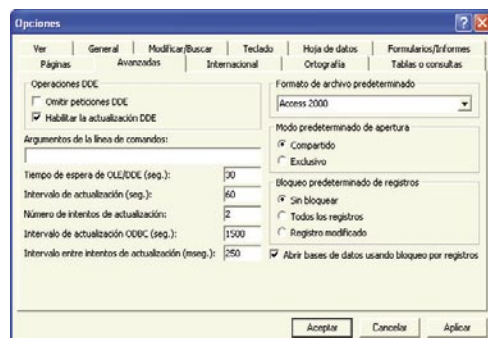 Opciones
Ver General Modificar/Buscar Teclado Hoja de datos Formularios/Informes
Páginas Avanzadas Internacional Ortografía Tablas o consultas
Operaciones DDE
Omitir peticiones DDE
Habilitar la actualización DDE
Argumentos de la línea de comandos:
Tiempo de espera de OLE/DDE (seg.): 30
Intervalo de actualización (seg.): 60
Número de intentos de actualización: 2
Intervalo de actualización ODBC (seg.): 1500
Intervalo entre intentos de actualización (mseg.): 250
Formato de archivo predeterminado
Access 2000
Modo predeterminado de apertura
Compartido
Exclusivo
Bloqueo predeterminado de registros
Sin bloquear
Todos los registros
Registro modificado
Abrir bases de datos usando bloqueo por registros
Aceptar Cancelar Aplicar